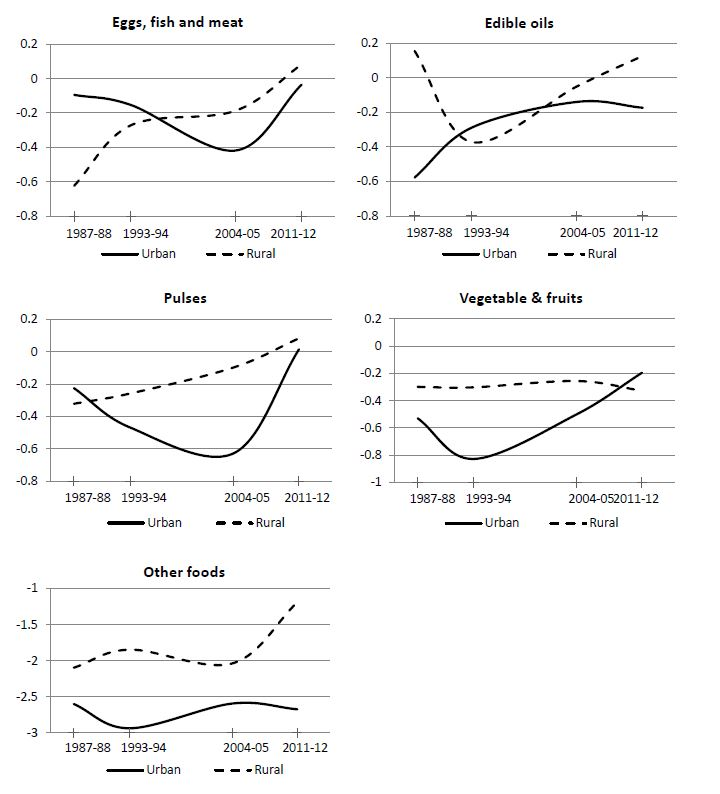 Eggs, fish and meat
0.2
0
-0.2
-0.4
-0.6
-0.8
1987-88 1993-94 2004-05 2011-12
Urban Rural
Edible oils
0.2
0
-0.2
-0.4
-0.6
-0.8
1987-88 1993-94 2004-05 2011-12
Urban Rural
Pulses
0.2
0
-0.2
-0.4
-0.6
-0.8
1987-88 1993-94 2004-05 2011-12
Urban Rural
Vegetable & fruits
0.2
0
-0.2
-0.4
-0.6
-0.8
-1
1987-88 1993-94 2004-052011-12
Urban Rural
Other foods
-1
-1.5
-2
-2.5
-3
1987-88 1993-94 2004-05 2011-12
Urban Rural